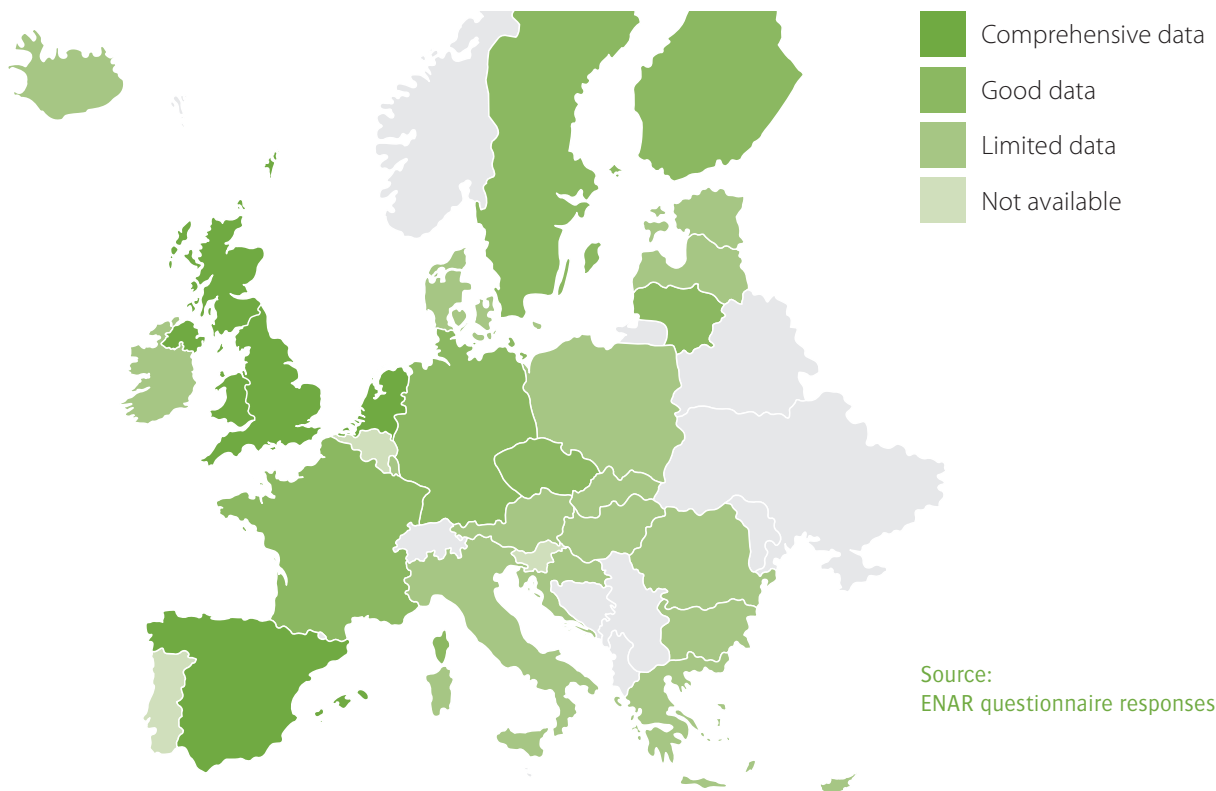 Comprehensive data
Good data
Limited data
Not available
Source:
ENAR questionnaire responses